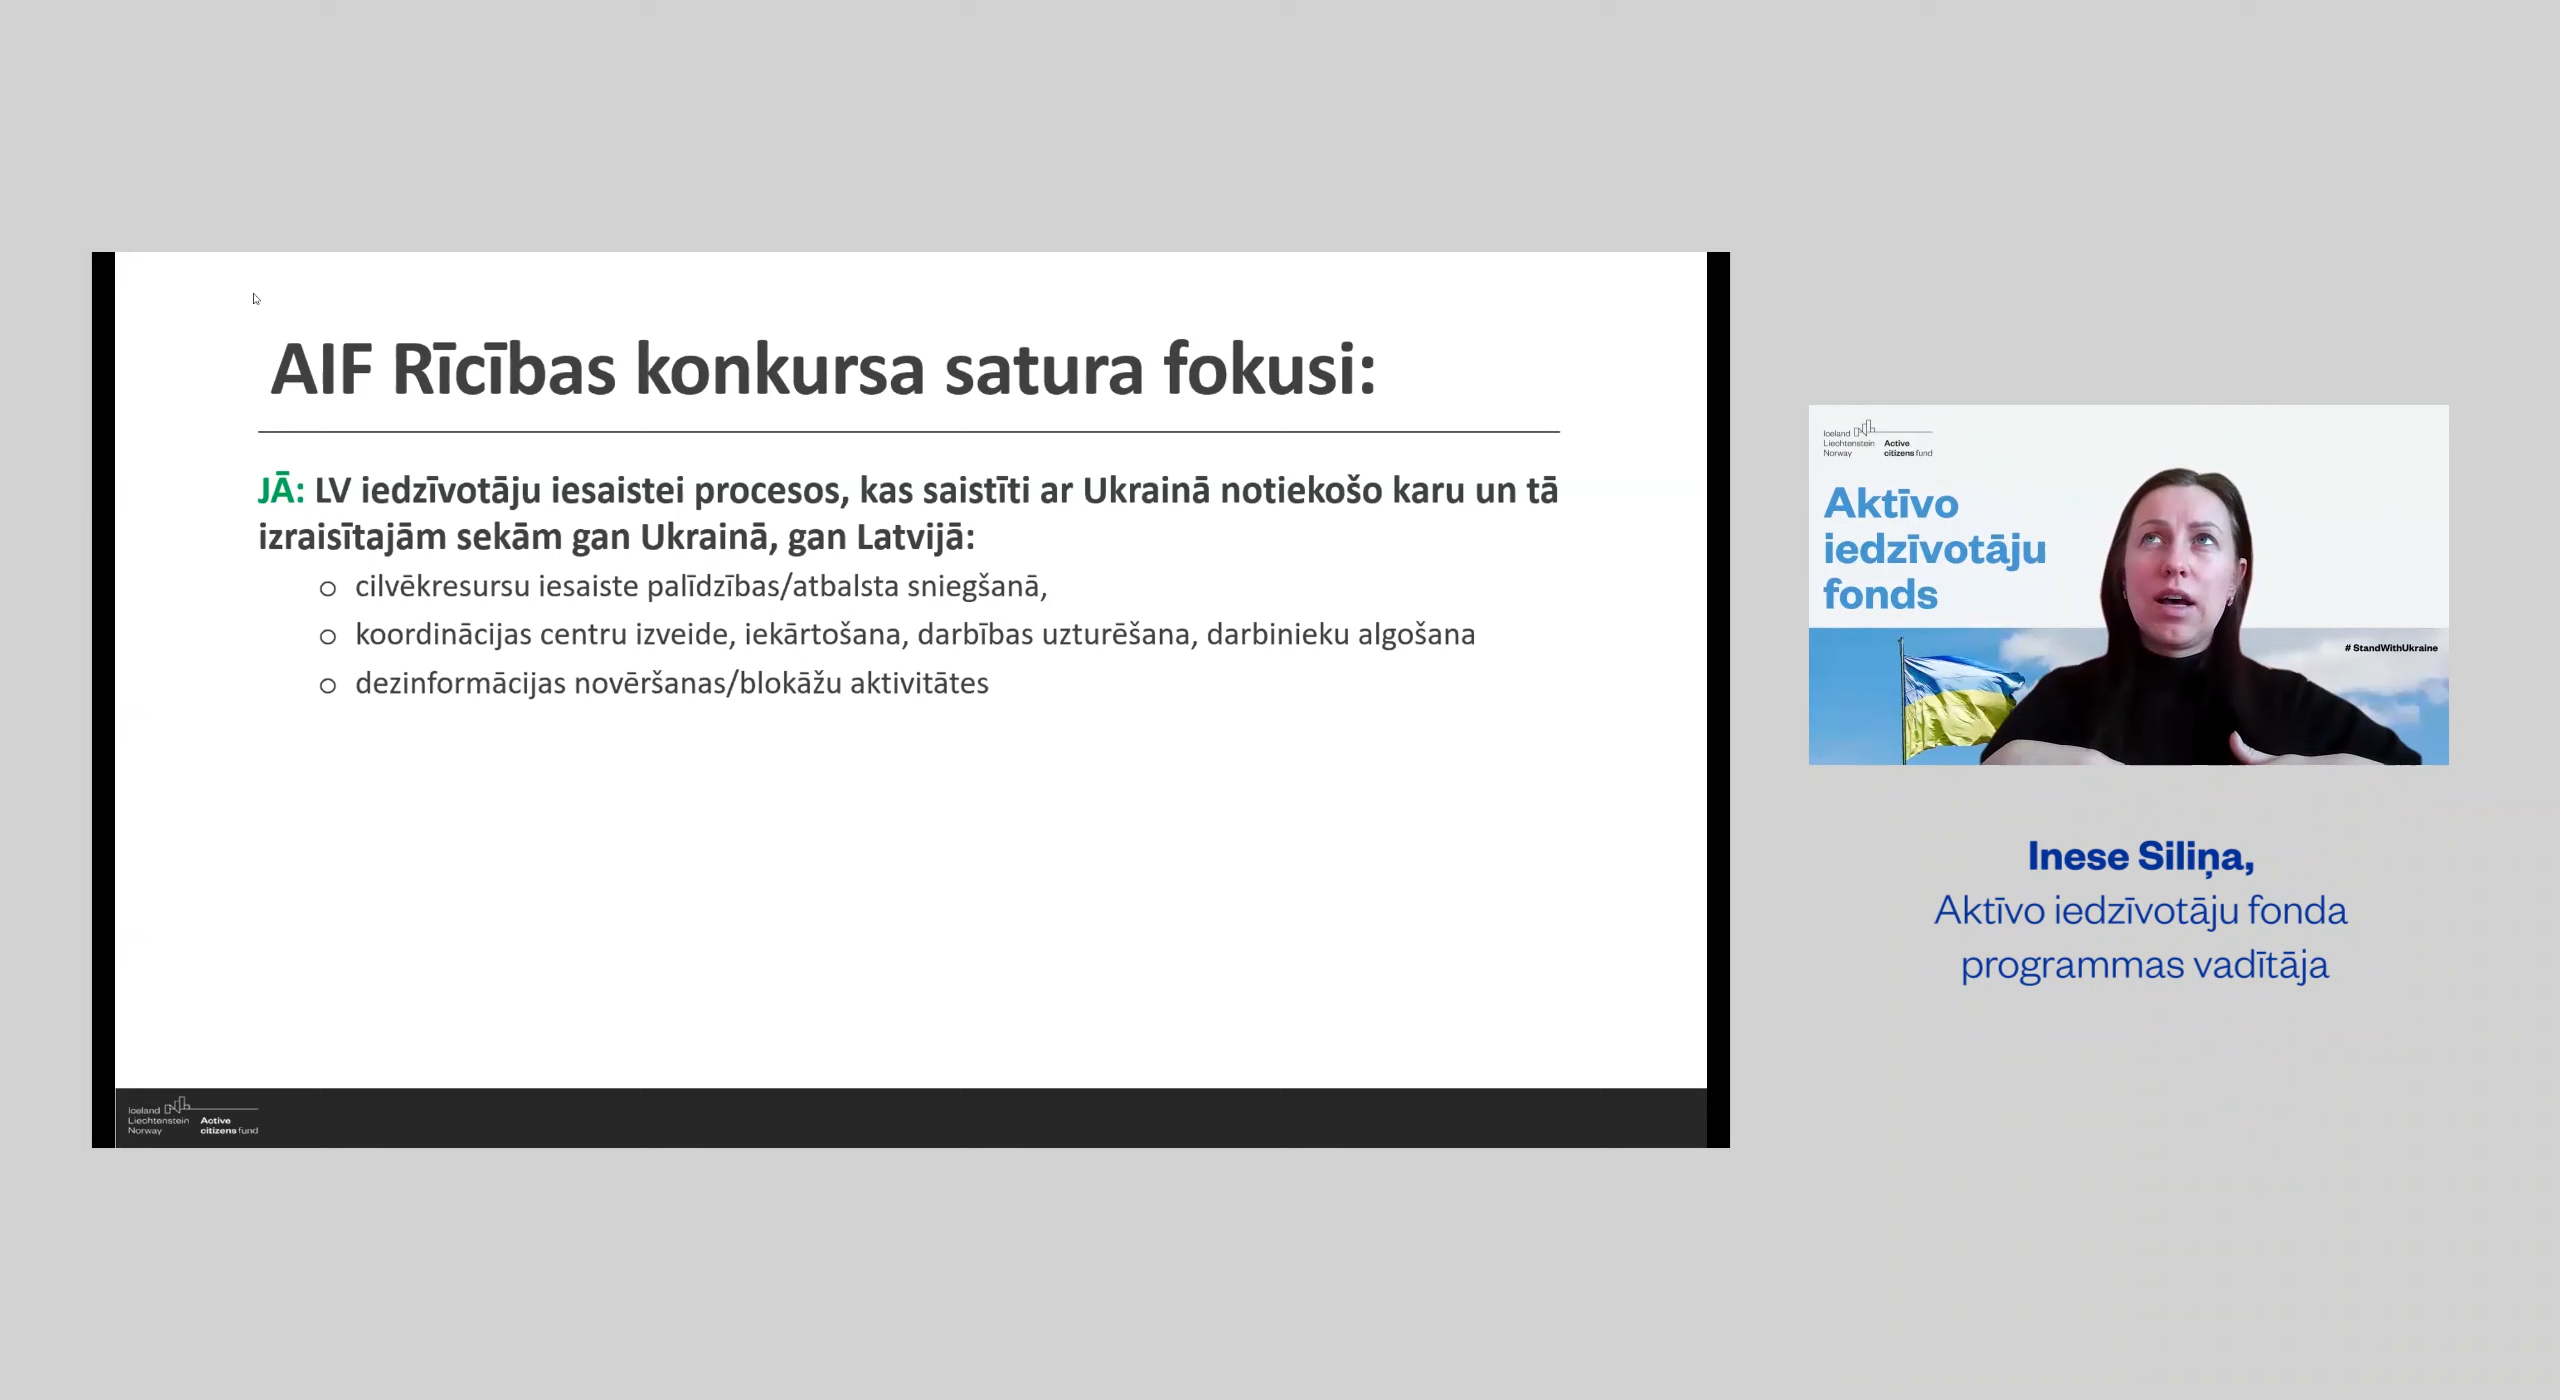 AIF Rīcības konkursa satura fokusi:
JĀ: LV iedzīvotāju iesaistei procesos, kas saistīti ar Ukrainā notiekošo karu un tā
izraisītajām sekām gan Ukrainā, gan Latvijā:
o cilvēkresursu iesaiste palīdzības/atbalsta sniegšanā,
o koordinācijas centru izveide, iekārtošana, darbības uzturēšana, darbinieku algošana
o dezinformācijas novēršanas/blokāžu aktivitātes
Iceland
Liechtenstein Active
Norway citizens fund
Iceland
Liechtenstein Active
Norway citizens fund
Aktīvo
iedzīvotāju
fonds
# StandWithUkraine
Inese Siliņa,
Aktīvo iedzīvotāju fonda
programmas vadītāja